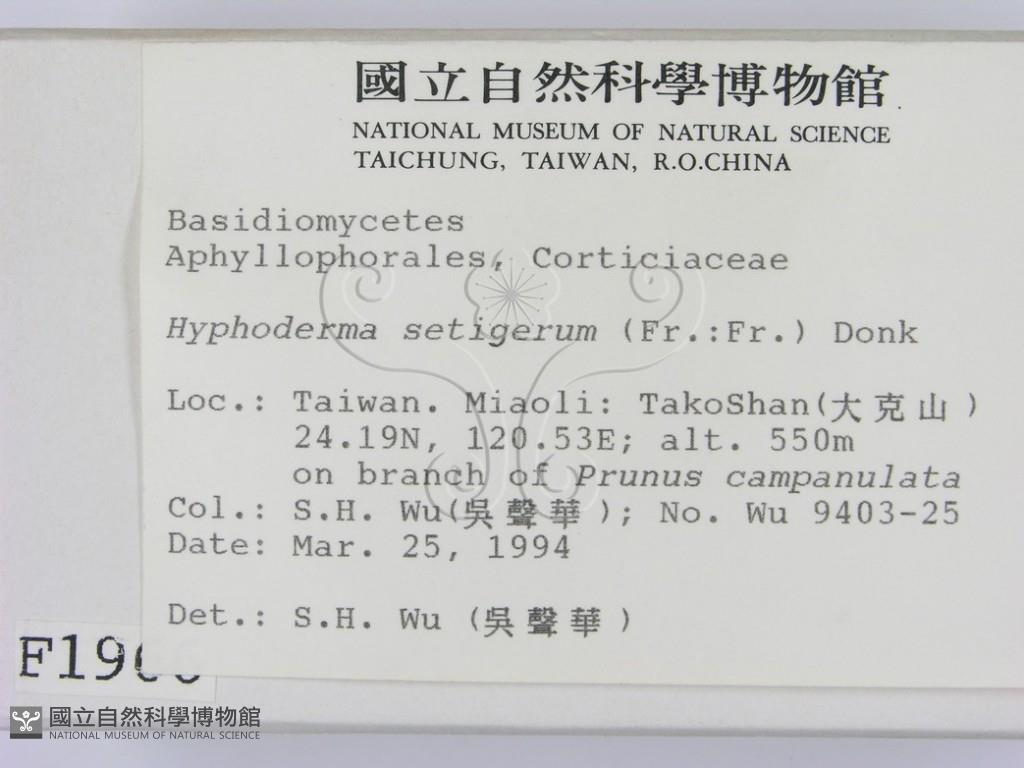 國立自然科學博物館
NATIONAL MUSEUM OF NATURAL SCIENCE
TAICHUNG, TAIWAN, R.O.CHINA
Basidiomycetes
Aphyllophorales, Corticiaceae
Hyphoderma setigerum (Fr.:Fr.) Donk
Loc.: Taiwan. Miaoli: TakoShan(大克山)
24.19N, 120.53E; alt. 550m
on branch of Prunus campanulata
Col.: S.H. Wu(吳聲華); No. Wu 9403-25
Date: Mar. 25, 1994
Det.: S.H. Wu (吳聲華)
國立自然科學博物館
NATIONAL MUSEUM OF NATURAL SCIENCE